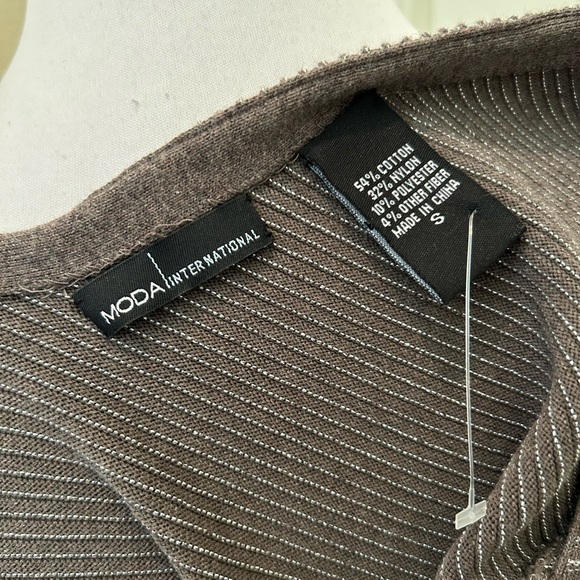 MODA INTERNATIONAL
54% COTTON
32% NYLON
10% POLYESTER
4% OTHER FIBER
MADE IN CHINA
S